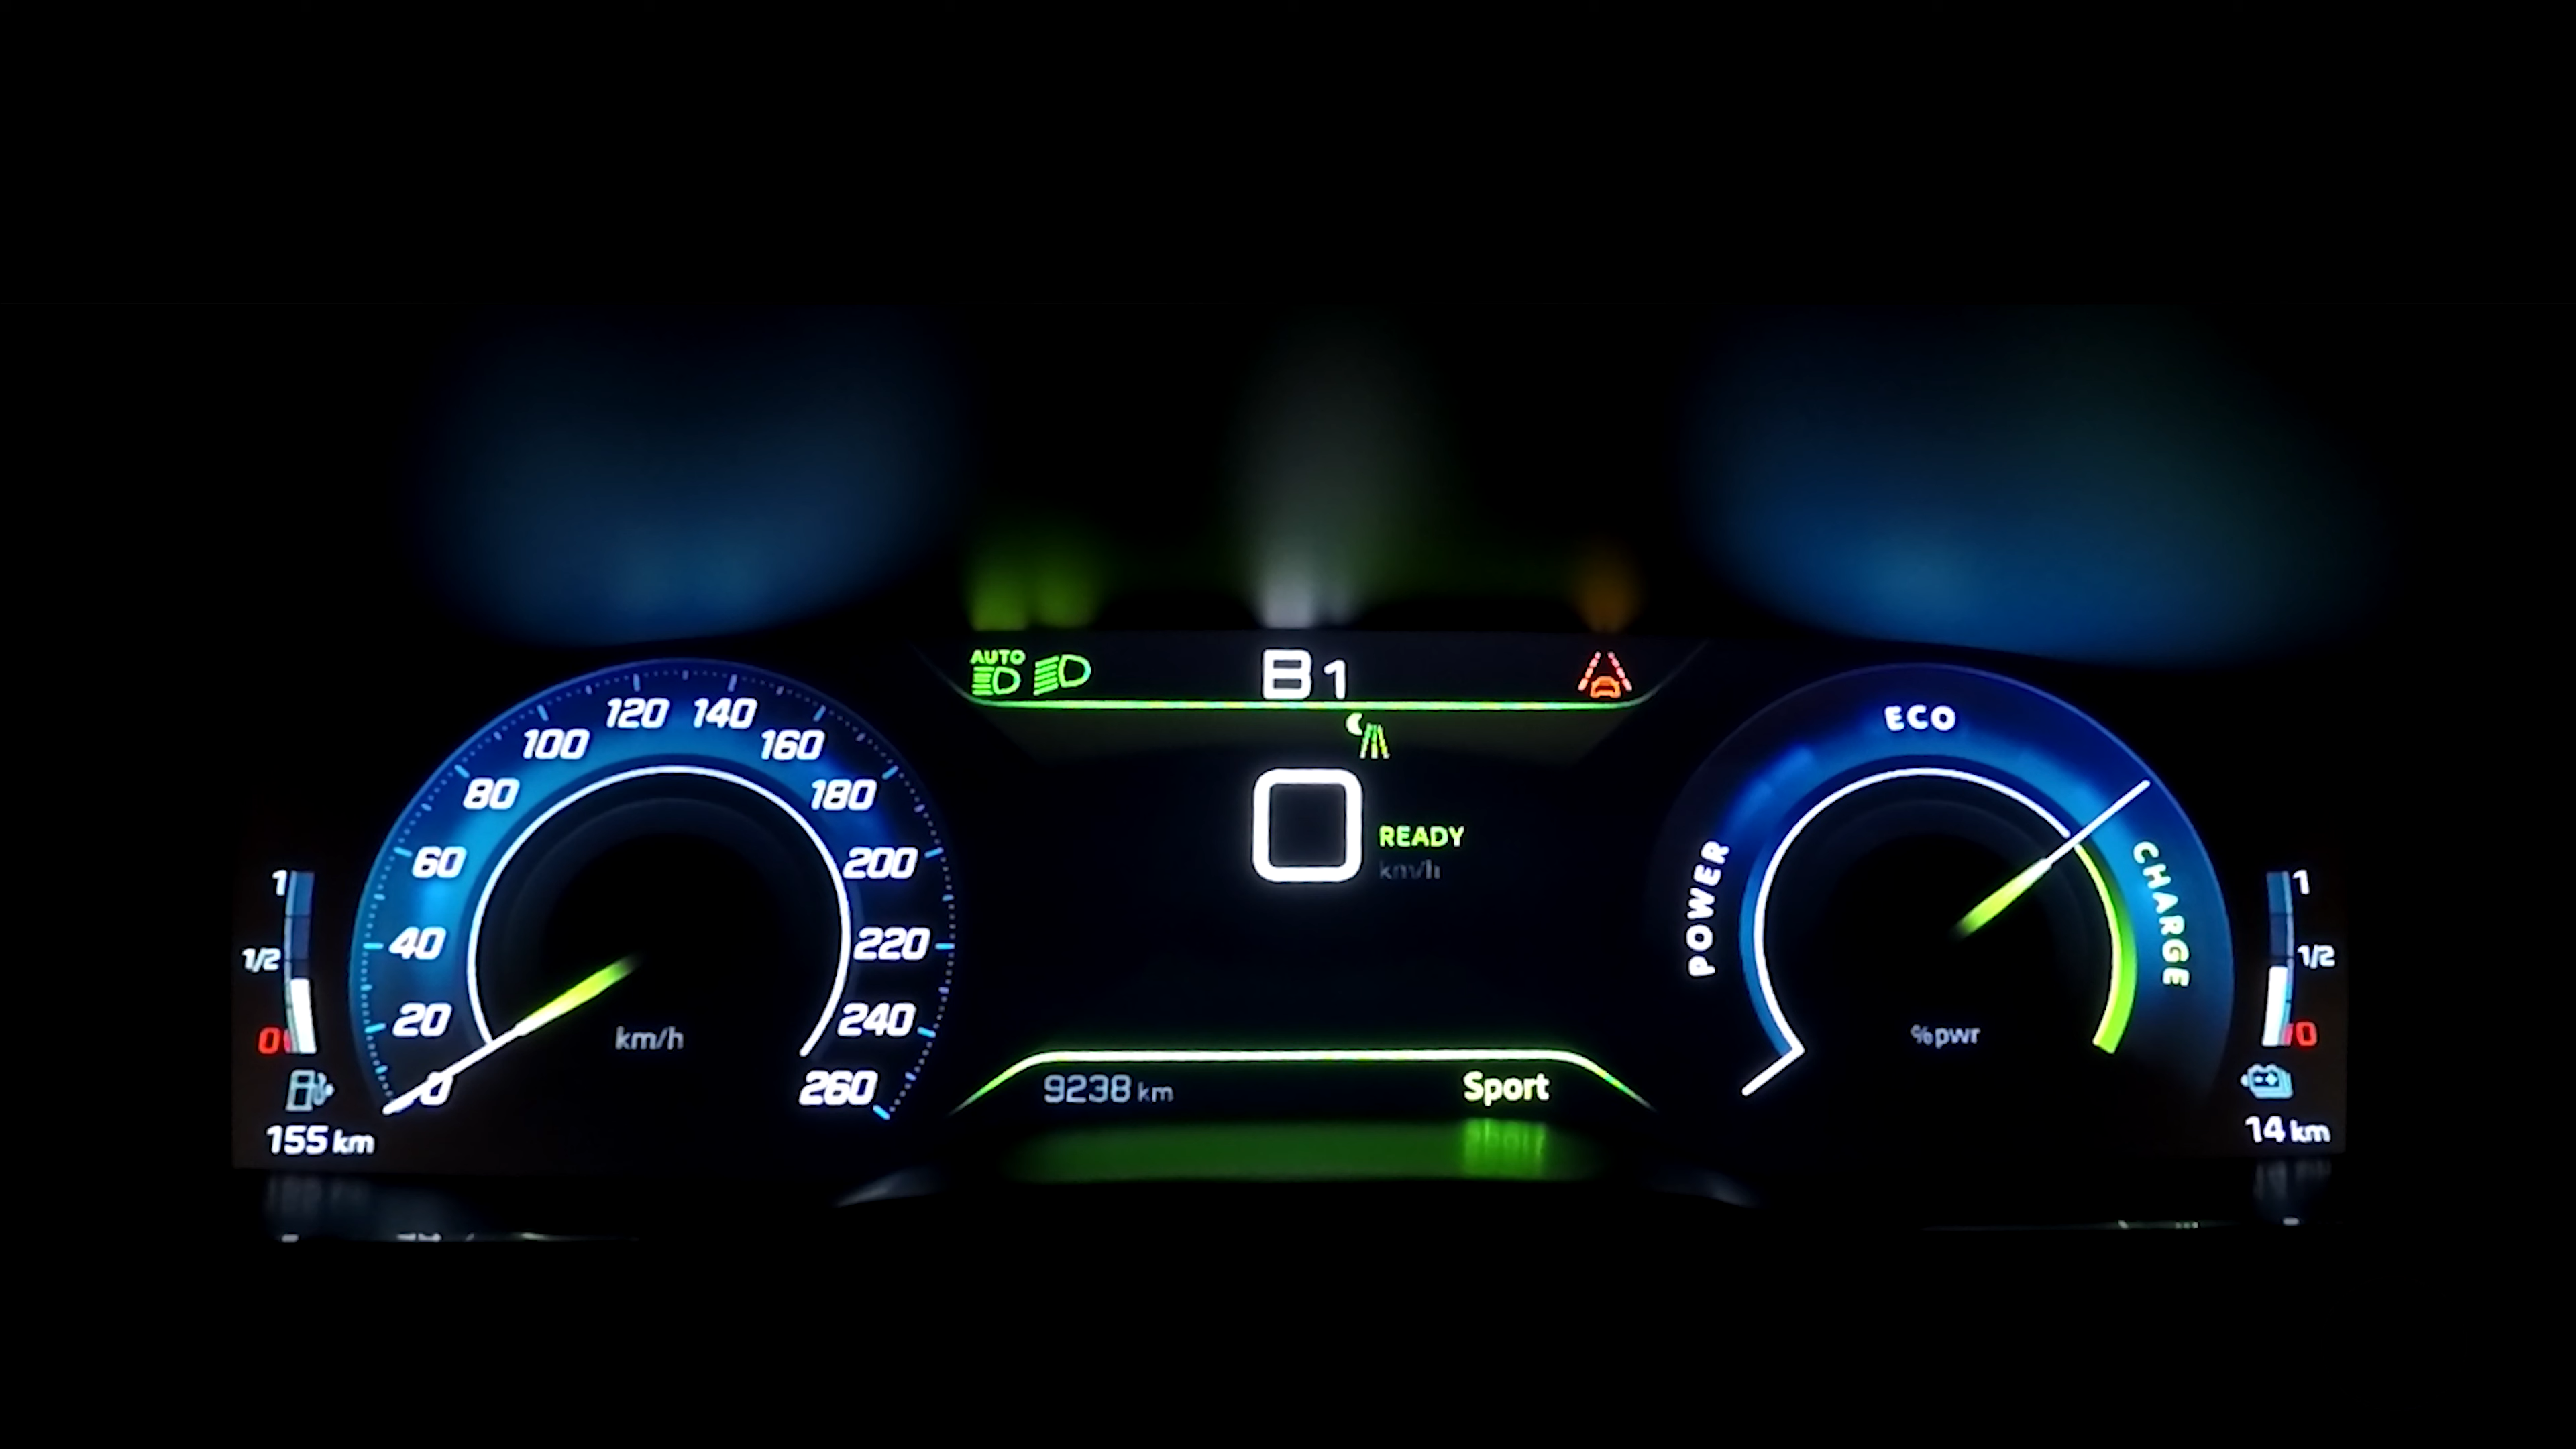 AUTO
B 1
120 140
100 160
80 180
60 200
40 220
20 240
0 260
km/h
1
1/2
0
155 km
0
READY
km/h
9238 km
Sport
ECO
POWER
CHARGE
%pwr
1
1/2
0
14 km